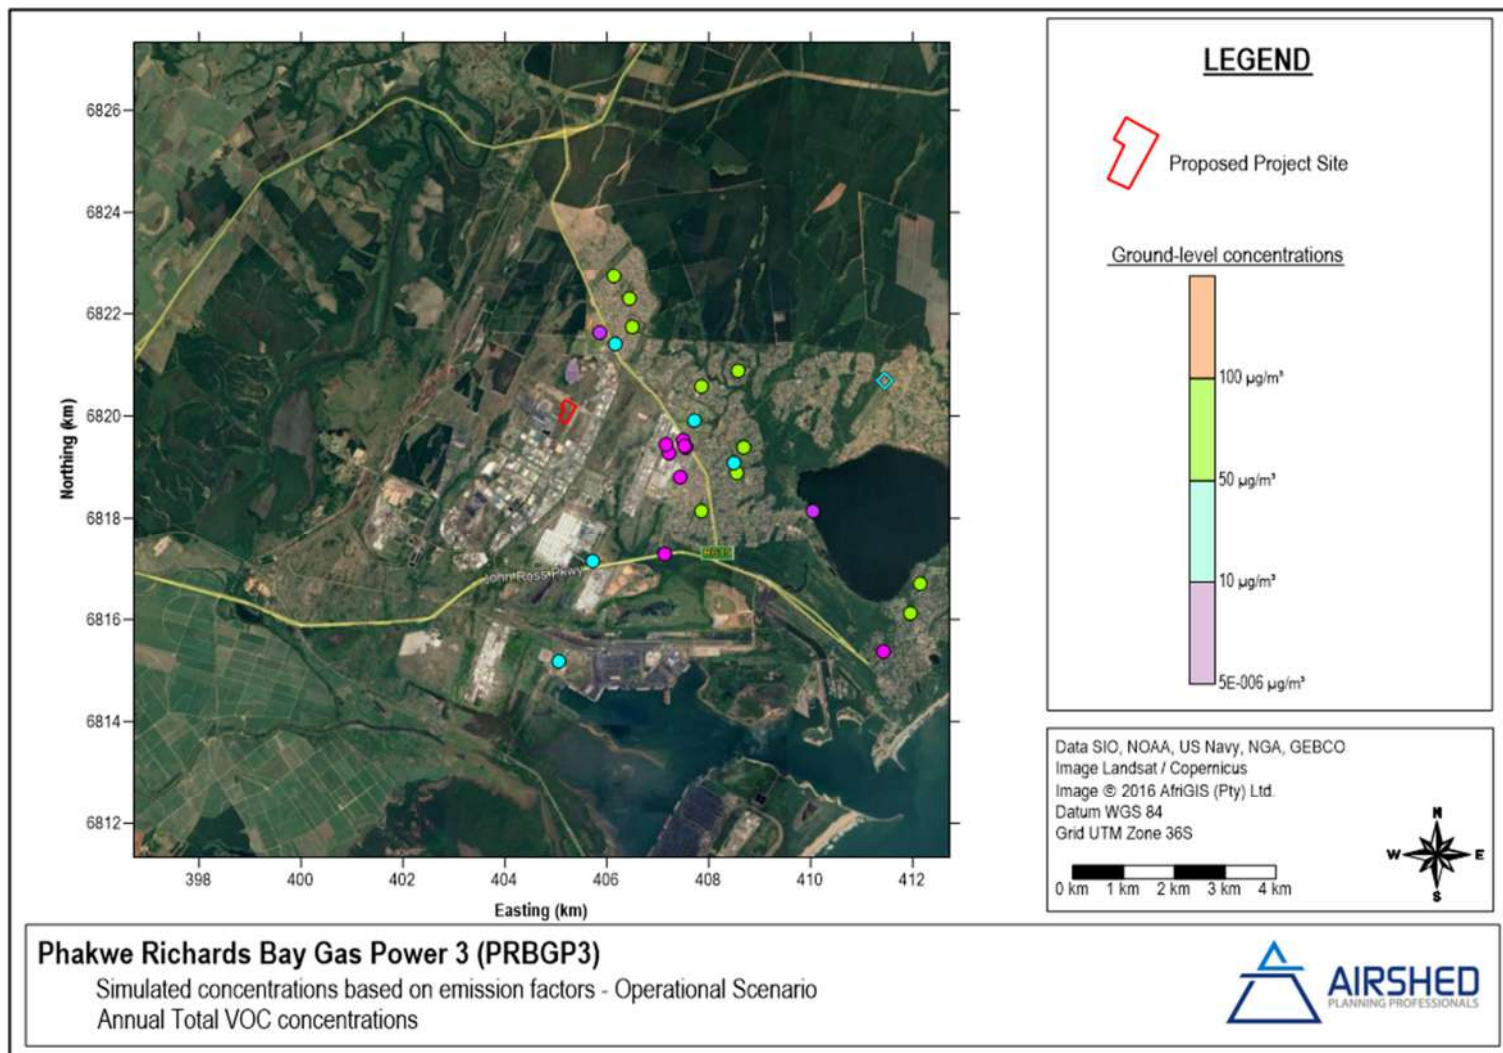 6826
6824
6822
6820
6818
6816
6814
6812
Northing (km)
John Ross Pkwy
398
400
402
404
406
408
410
412
Easting (km)
LEGEND
Proposed Project Site
Ground-level concentrations
100 µg/m³
50 µg/m³
10 µg/m³
5E-006 µg/m³
Data SIO, NOAA, US Navy, NGA, GEBCO
Image Landsat / Copernicus
Image © 2016 AfriGIS (Pty) Ltd.
Datum WGS 84
Grid UTM Zone 36S
0 km 1 km 2 km 3 km 4 km
N
W E
S
Phakwe Richards Bay Gas Power 3 (PRBGP3)
Simulated concentrations based on emission factors - Operational Scenario
Annual Total VOC concentrations
AIRSHED
PLANNING PROFESSIONALS